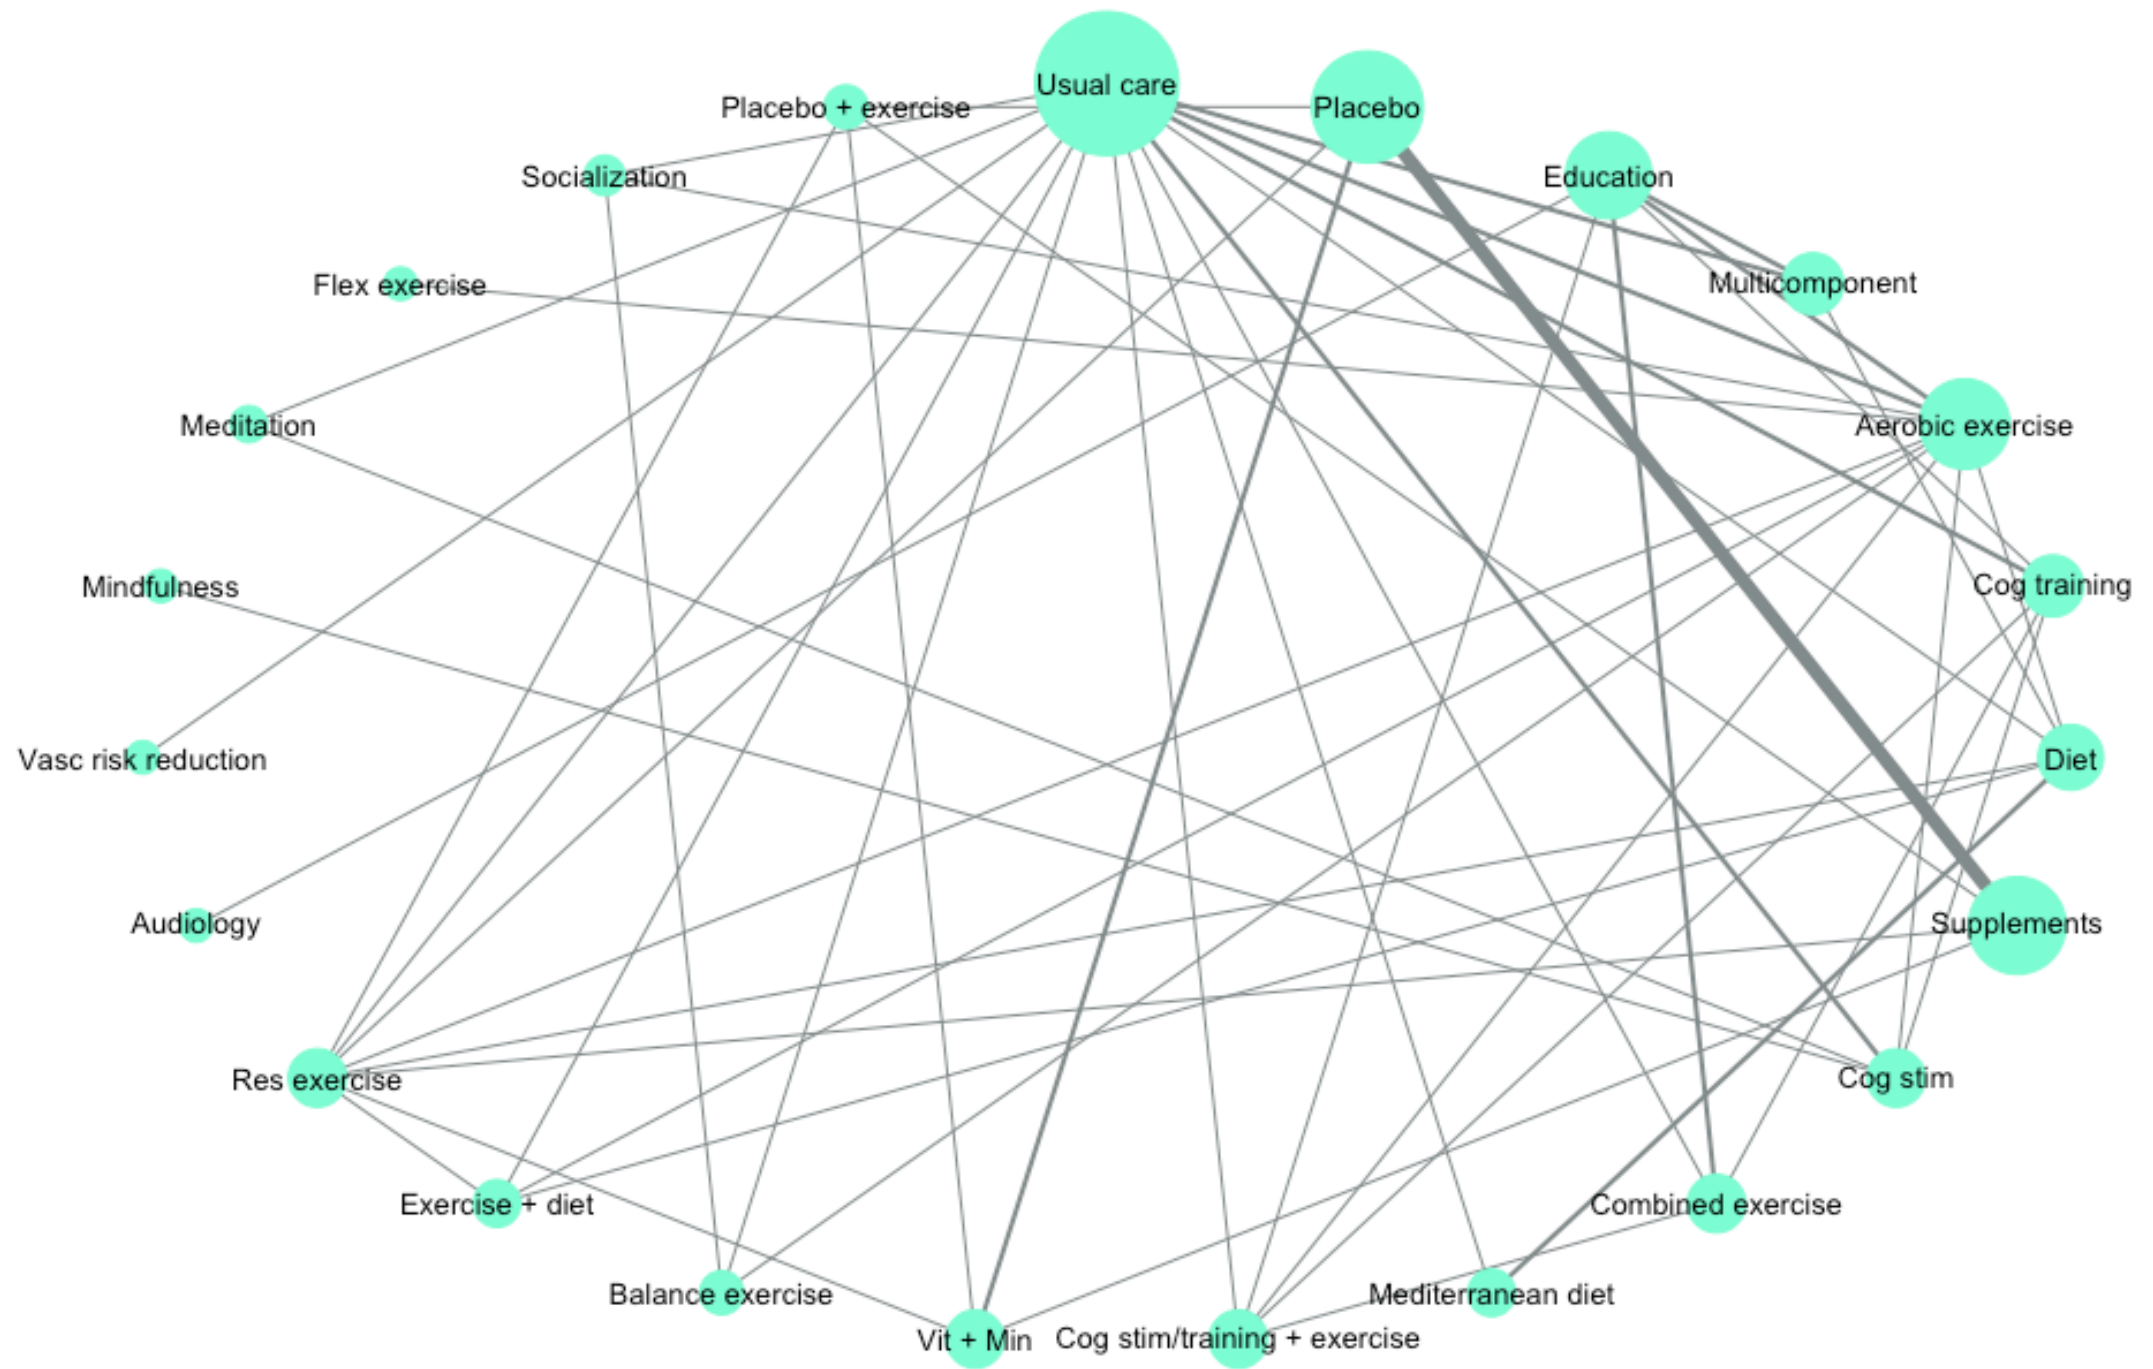 Usual care
Placebo
Placebo + exercise
Education
Socialization
Multicomponent
Flex exercise
Aerobic exercise
Meditation
Cog training
Mindfulness
Diet
Vasc risk reduction
Supplements
Audiology
Cog stim
Res exercise
Combined exercise
Exercise + diet
Mediterranean diet
Balance exercise
Cog stim/training + exercise
Vit + Min